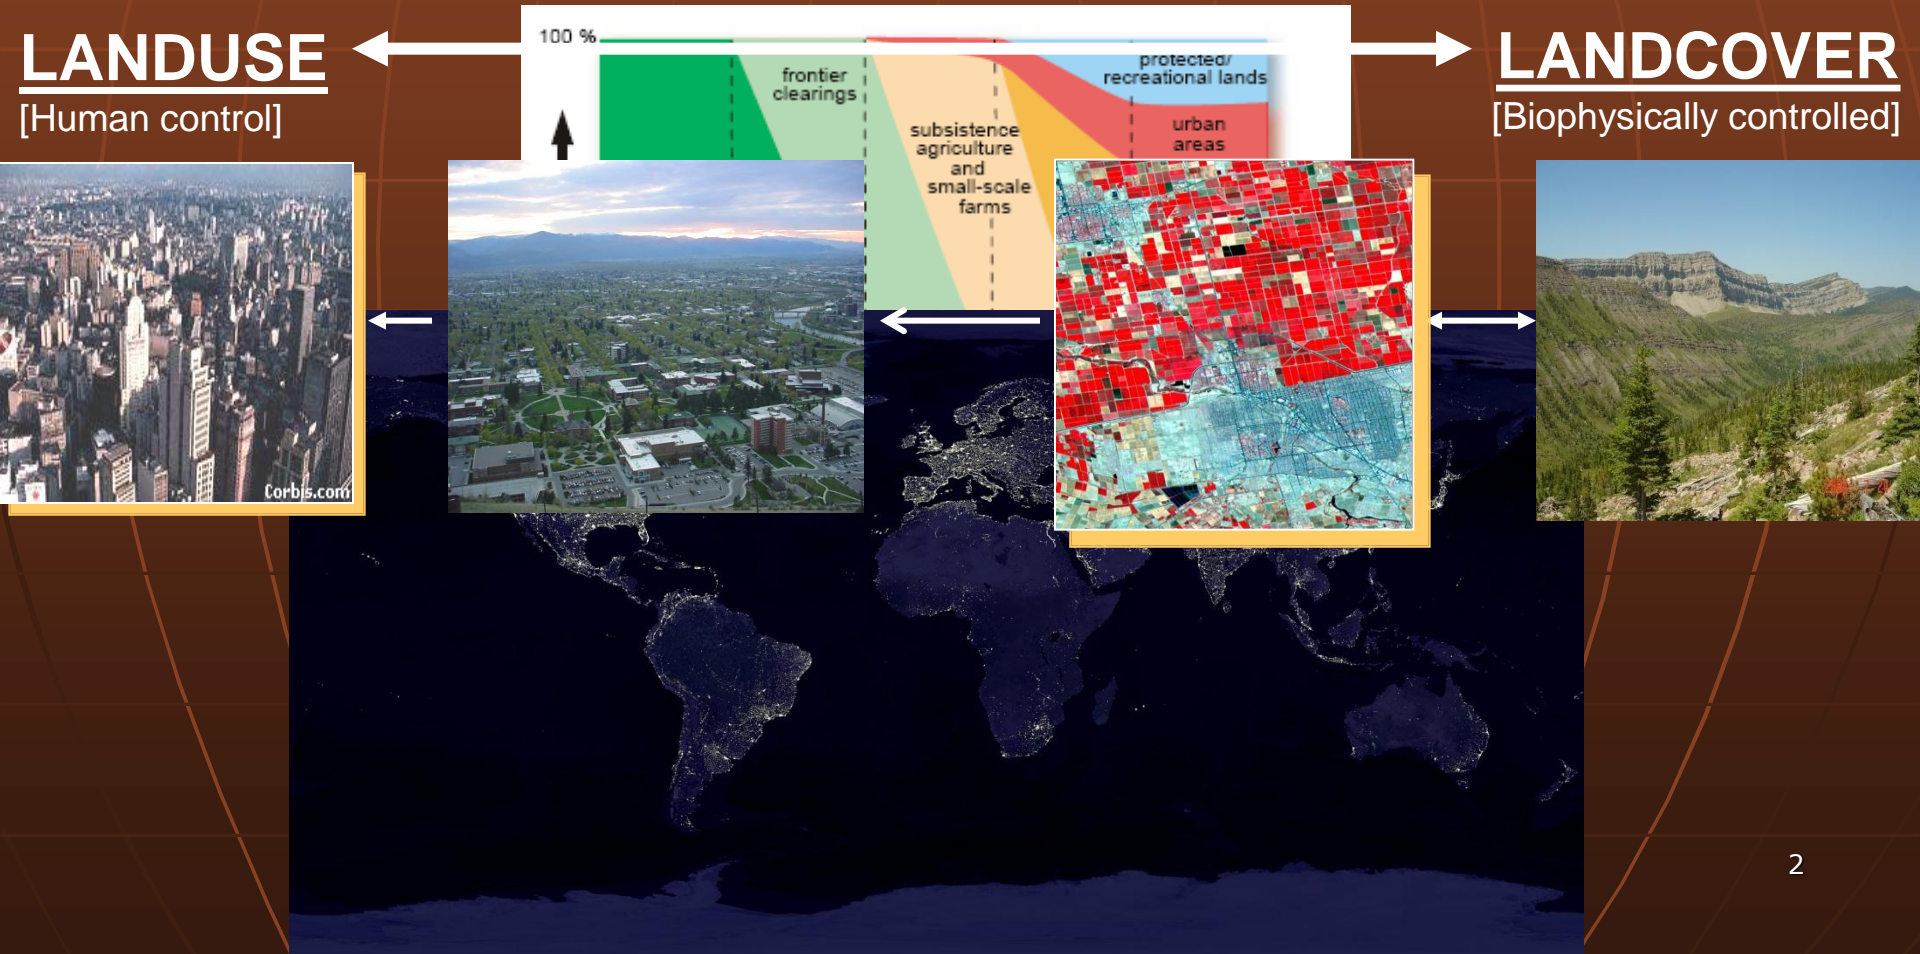 LANDUSE
[Human control]
100 %
frontier
clearings
subsistence
agriculture
and
small-scale
farms
protected/
recreational lands
urban
areas
LANDCOVER
[Biophysically controlled]
Corbis.com
2